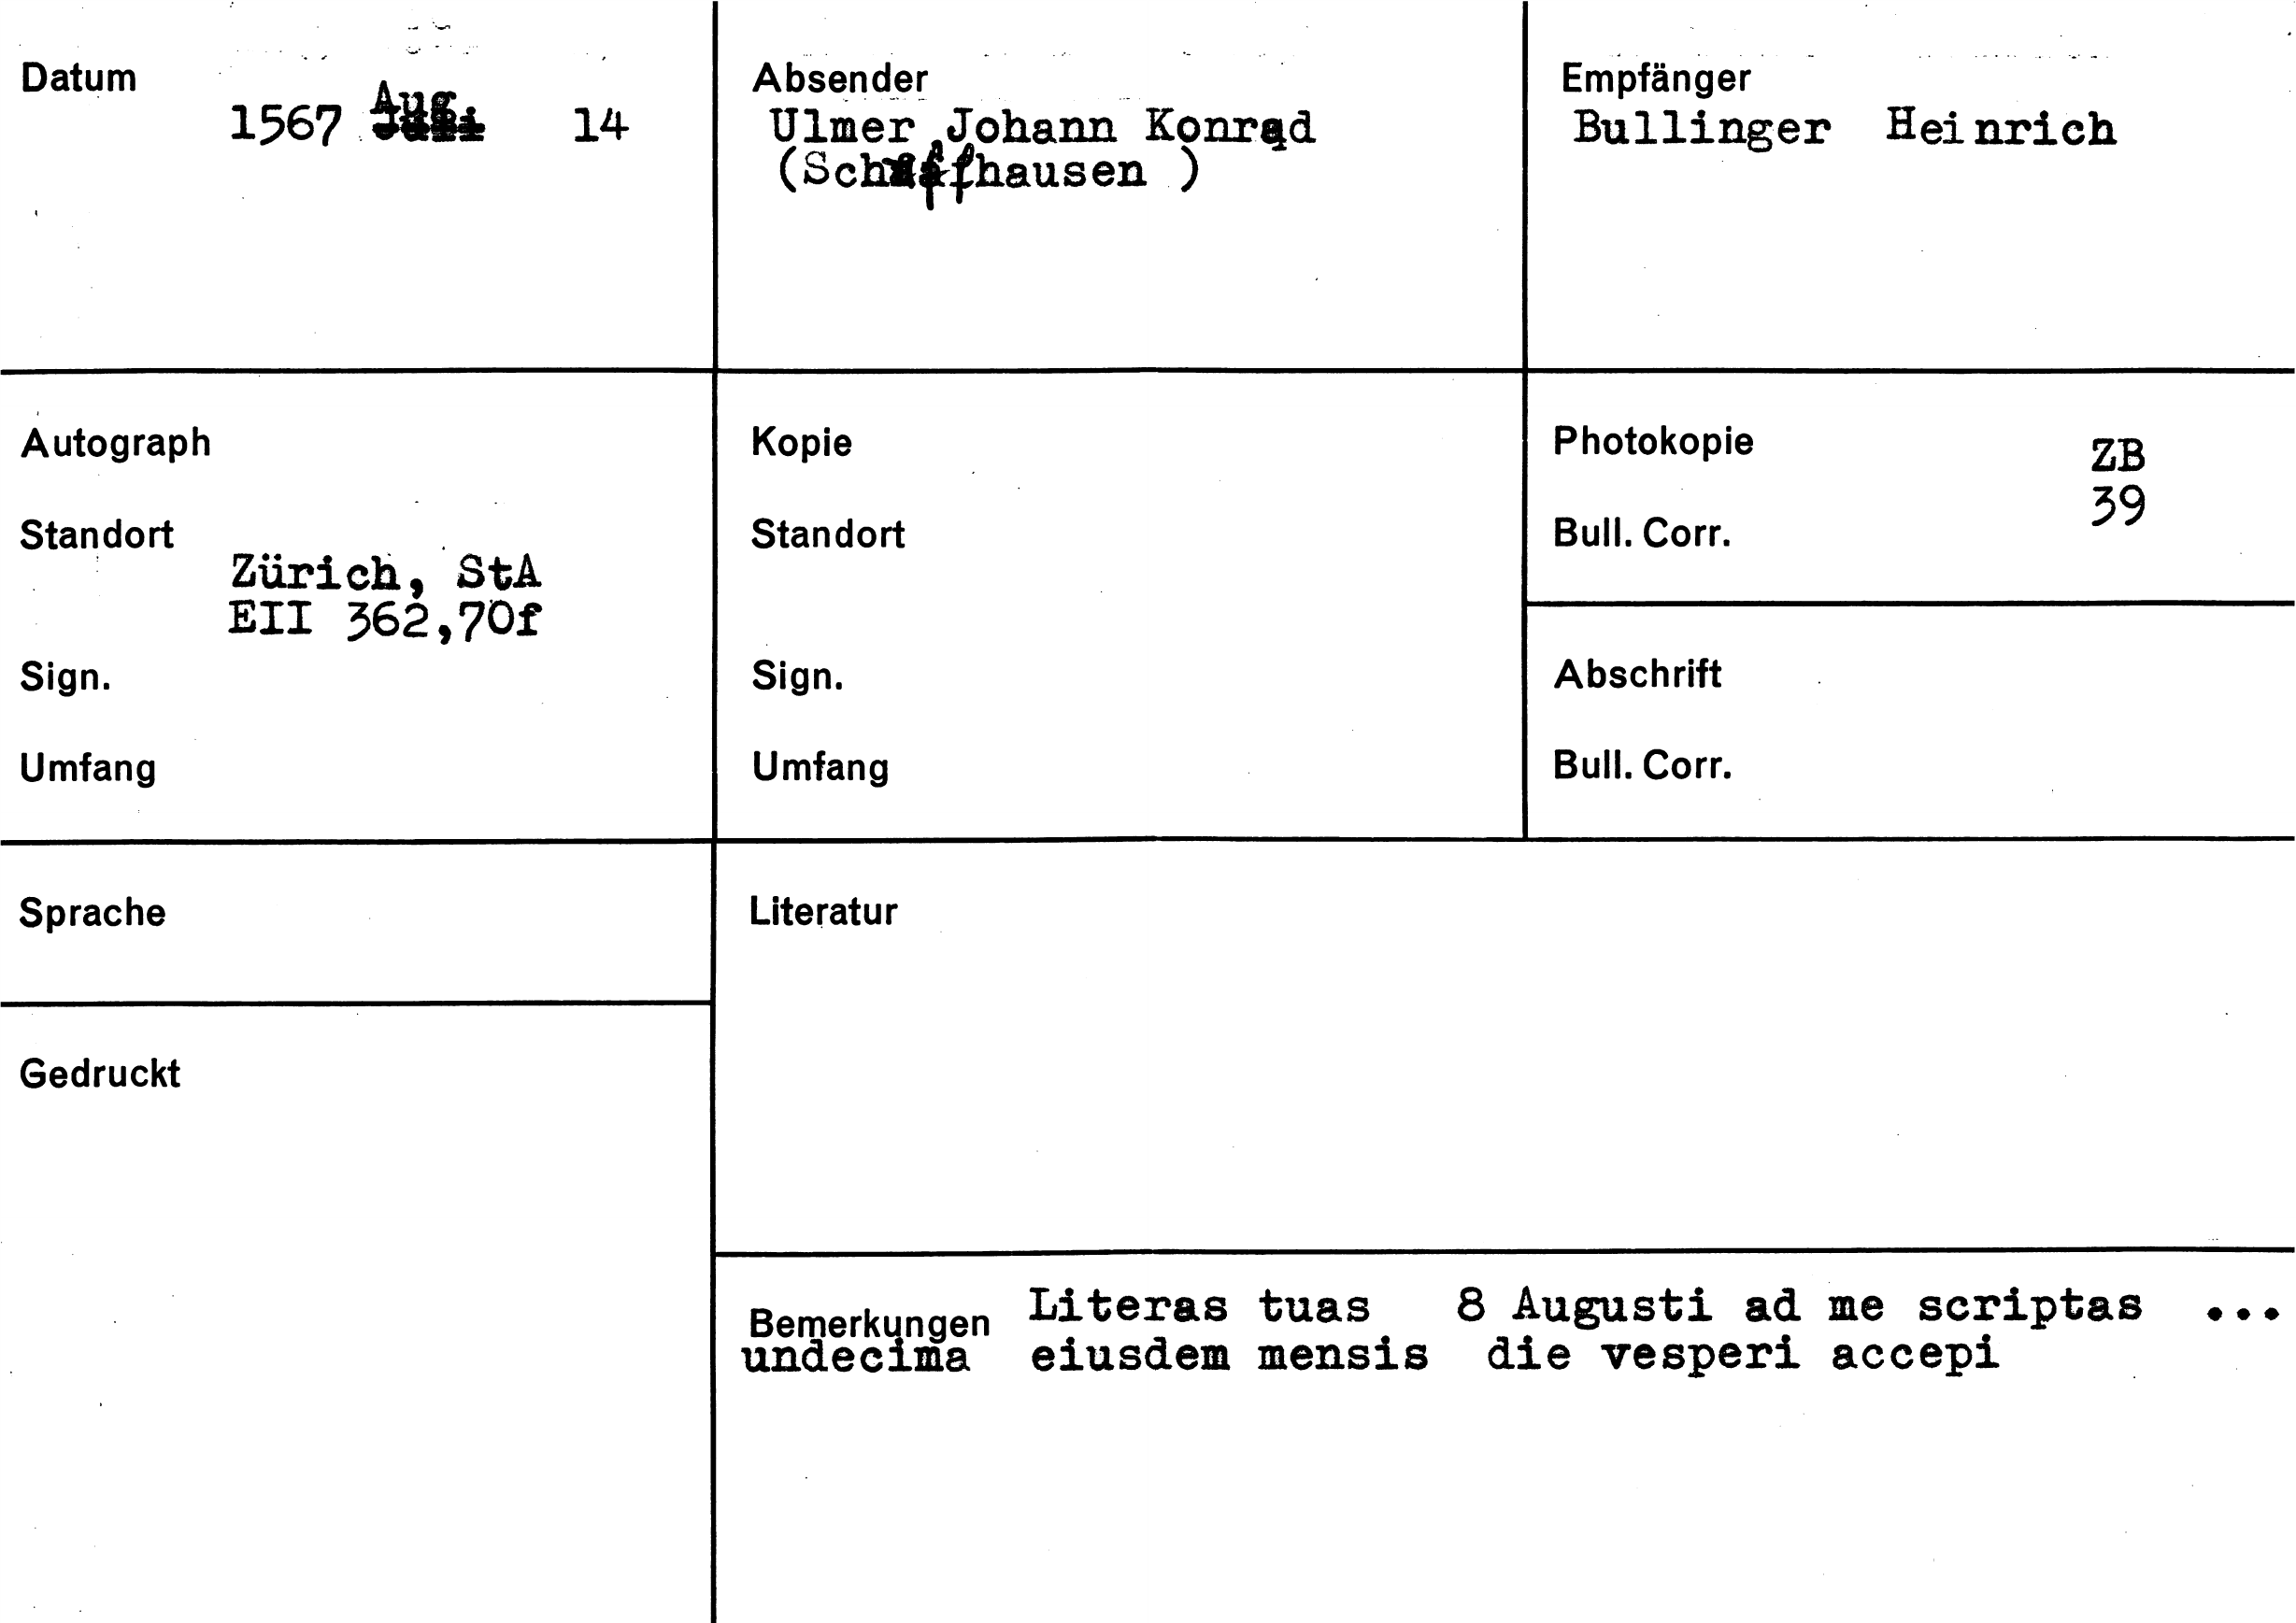 Datum
1567 Aug. 14
Absender
Ulmer Johann Konrad
(Schaffhausen )
Empfänger
Bullinger Heinrich
Autograph
Standort
Zürich, StA
EII 362,70f
Sign.
Umfang
Kopie
Standort
Sign.
Umfang
Photokopie ZB
39
Bull. Corr.
Abschrift
Bull. Corr.
Sprache
Gedruckt
Literatur
Bemerkungen Literas tuas 8 Augusti ad me scriptas ...
undecima eiusdem mensis die vesperi accepi